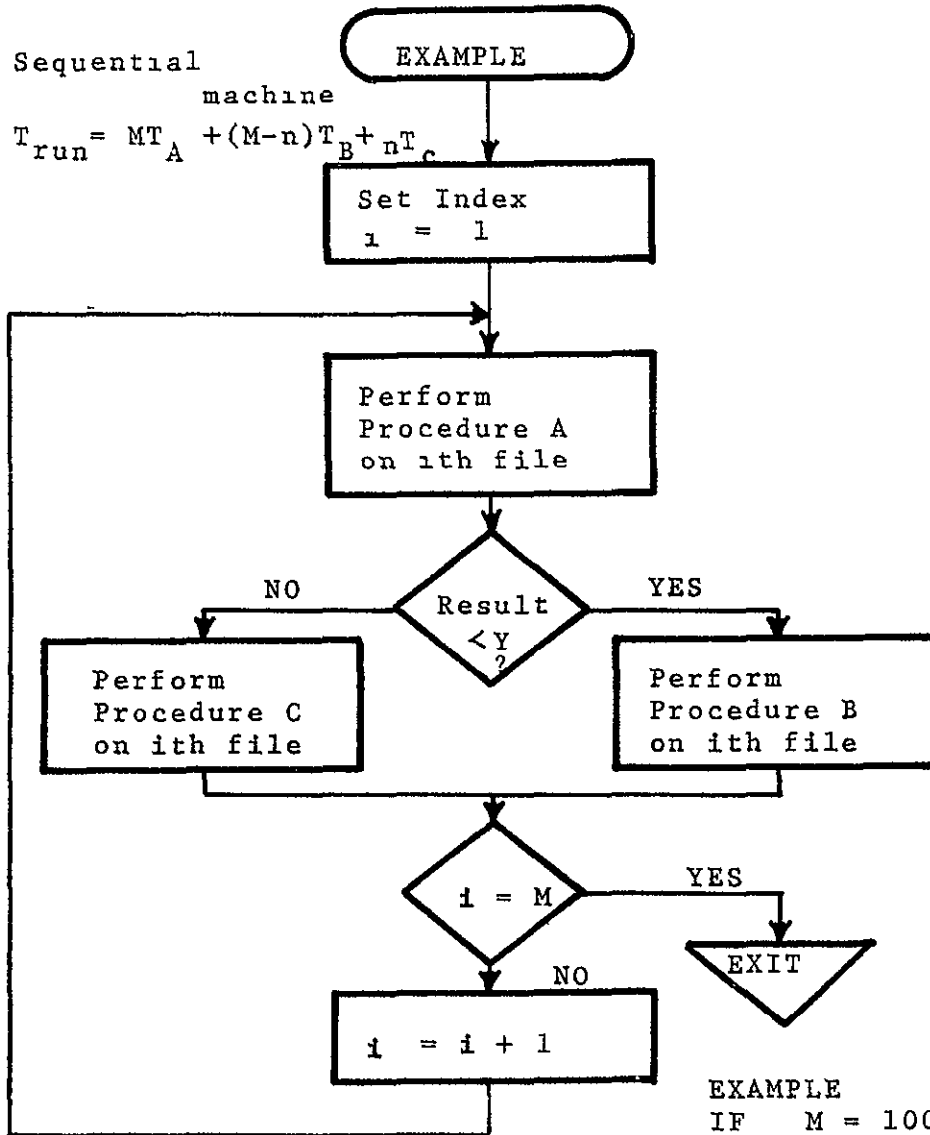 Sequential
machine
T_run = MT_A +(M-n)T_B + nT_C
EXAMPLE
Set Index
i = 1
Perform
Procedure A
on ith file
NO
Result
< Y
?
YES
Perform
Procedure C
on ith file
Perform
Procedure B
on ith file
i = M
YES
EXIT
NO
i = i + 1
EXAMPLE
IF M = 100